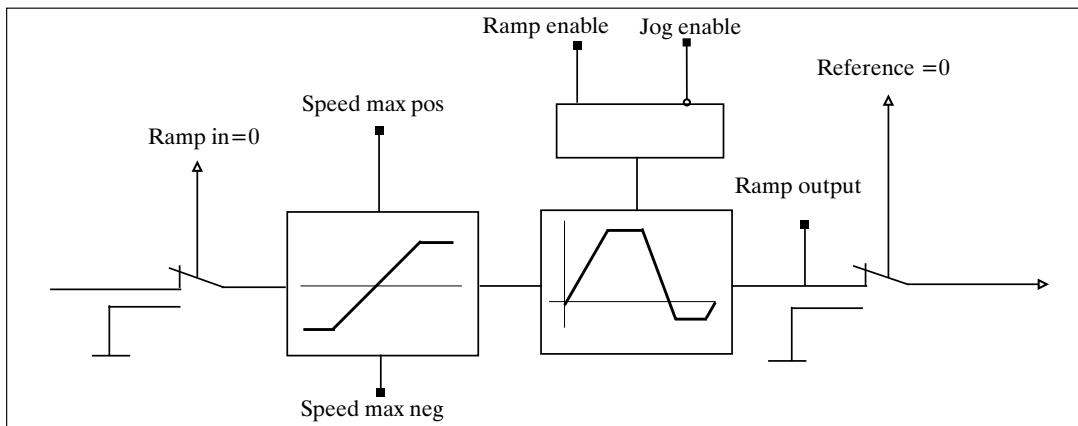 Ramp enable
Jog enable
Reference =0
Speed max pos
Ramp in=0
Ramp output
Speed max neg